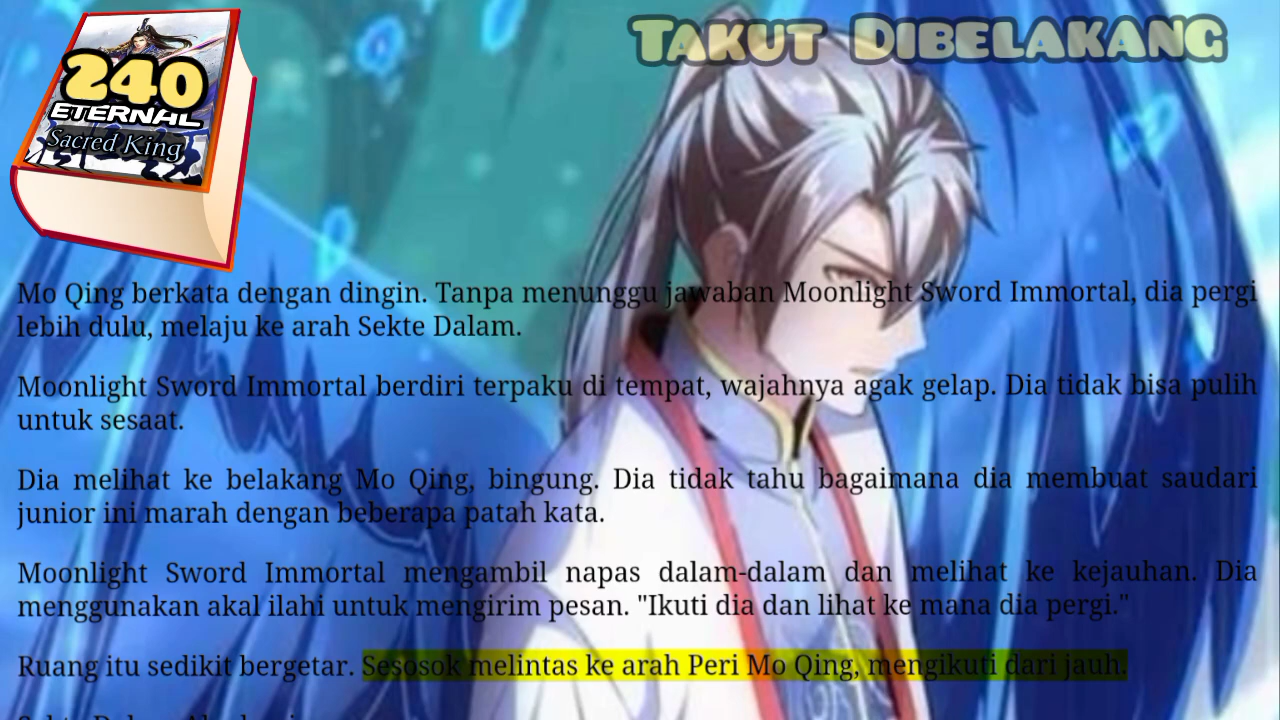 240
ETERNAL
Sacred King
TAKUT DIBELAKANG
Mo Qing berkata dengan dingin. Tanpa menunggu jawaban Moonlight Sword Immortal, dia pergi
lebih dulu, melaju ke arah Sekte Dalam.
Moonlight Sword Immortal berdiri terpaku di tempat, wajahnya agak gelap. Dia tidak bisa pulih
untuk sesaat.
Dia melihat ke belakang Mo Qing, bingung. Dia tidak tahu bagaimana dia membuat saudari
junior ini marah dengan beberapa patah kata.
Moonlight Sword Immortal mengambil napas dalam-dalam dan melihat ke kejauhan. Dia
menggunakan akal ilahi untuk mengirim pesan. "Ikuti dia dan lihat ke mana dia pergi."
Ruang itu sedikit bergetar. Sesosok melintas ke arah Peri Mo Qing, mengikuti dari jauh.